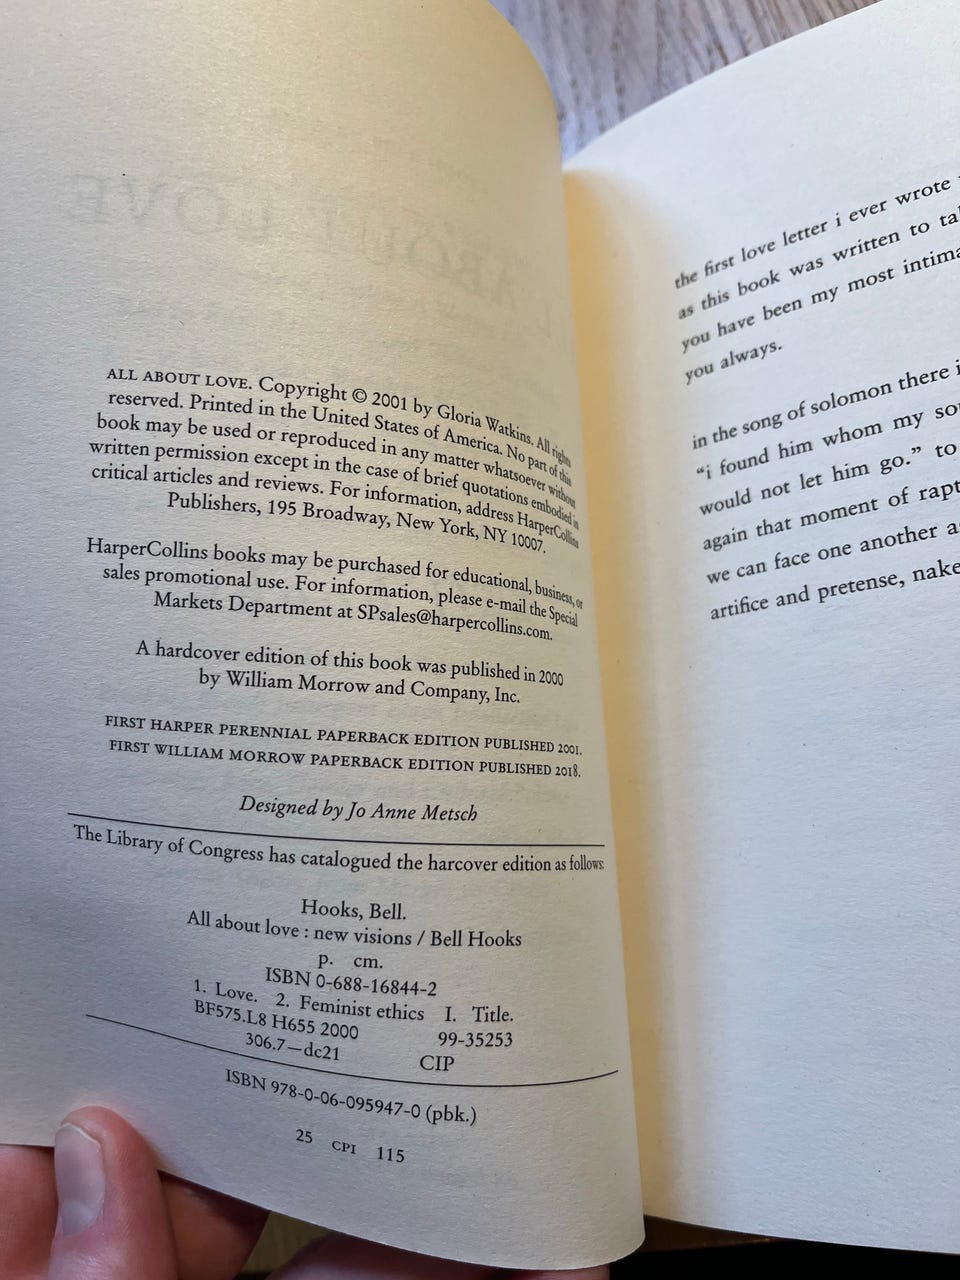 ALL ABOUT LOVE. Copyright © 2001 by Gloria Watkins. All rights
reserved. Printed in the United States of America. No part of this
book may be used or reproduced in any matter whatsoever without
written permission except in the case of brief quotations embodied in
critical articles and reviews. For information, address HarperCollins
Publishers, 195 Broadway, New York, NY 10007.
HarperCollins books may be purchased for educational, business, or
sales promotional use. For information, please e-mail the Special
Markets Department at SPsales@harpercollins.com.
A hardcover edition of this book was published in 2000
by William Morrow and Company, Inc.
FIRST HARPER PERENNIAL PAPERBACK EDITION PUBLISHED 2001.
FIRST WILLIAM MORROW PAPERBACK EDITION PUBLISHED 2018.
Designed by Jo Anne Metsch
The Library of Congress has catalogued the harcover edition as follows:
Hooks, Bell.
All about love : new visions / Bell Hooks
p. cm.
ISBN 0-688-16844-2
1. Love. 2. Feminist ethics I. Title.
BF575.L8 H655 2000 99-35253
306.7—dc21 CIP
ISBN 978-0-06-095947-0 (pbk.)
25 CPI 115
the first love letter i ever wrote
as this book was written to
you have been my most
you always.
in the song of solomon there
"i found him whom my
would not let him go." to
again that moment of
we can face one another
artifice and pretense,